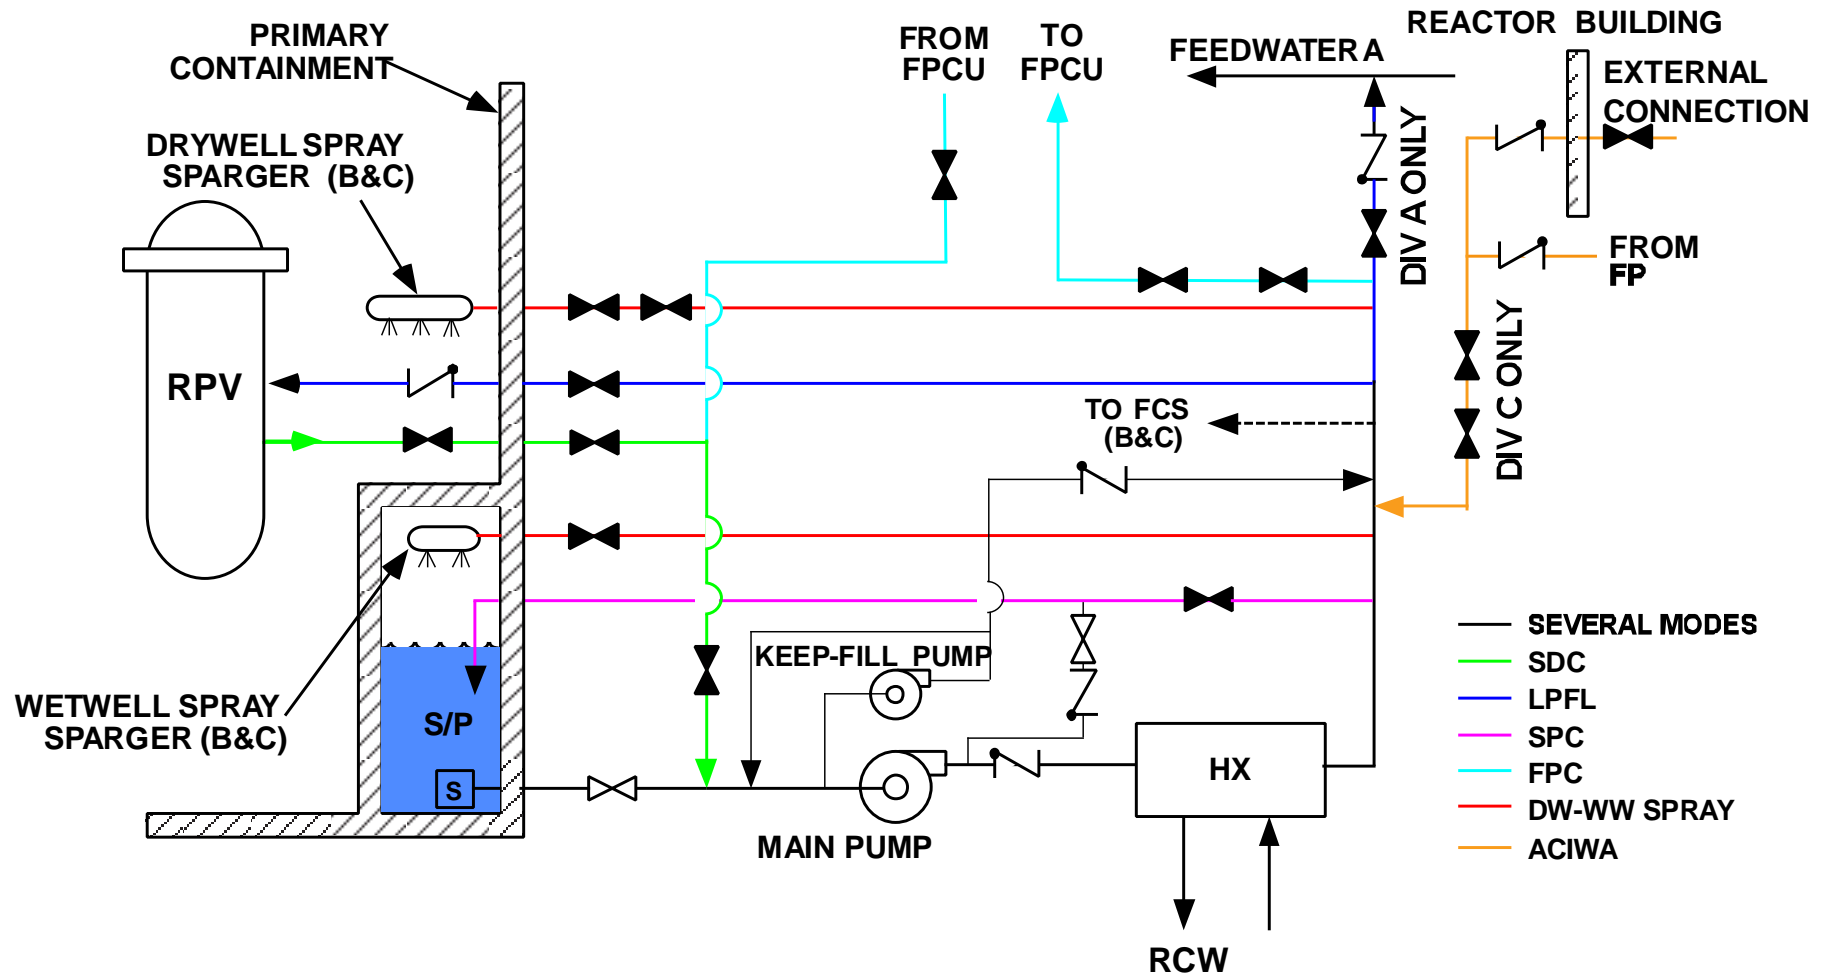 PRIMARY
CONTAINMENT
FROM
FPCU
TO
FPCU
FEEDWATER A
REACTOR BUILDING
EXTERNAL
CONNECTION
DRYWELL SPRAY
SPARGER (B&C)
DIV A ONLY
FROM
FP
RPV
DIV C ONLY
TO FCS
(B&C)
KEEP-FILL PUMP
WETWELL SPRAY
SPARGER (B&C)
S/P
S
HX
MAIN PUMP
RCW
SEVERAL MODES
SDC
LPFL
SPC
FPC
DW-WW SPRAY
ACIWA